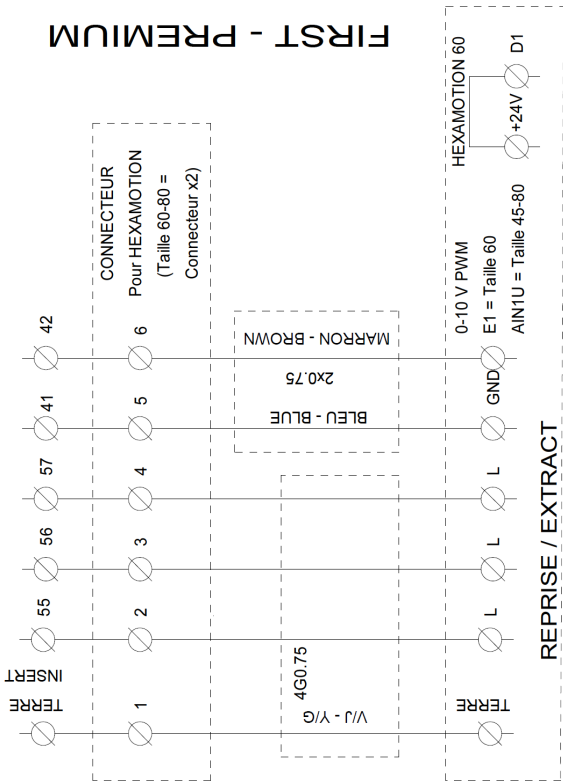 FIRST - PREMIUM
HEXAMOTION 60
D1
+24V
CONNECTEUR
Pour HEXAMOTION
(Taille 60-80 =
Connecteur x2)
0-10 V PWM
E1 = Taille 60
AIN1U = Taille 45-80
42
6
MARRON - BROWN
2x0.75
41
5
BLEU - BLUE
GND
57
4
L
56
3
L
55
2
L
INSERT
TERRE
1
4G0.75
V/J - Y/G
TERRE
REPRISE / EXTRACT